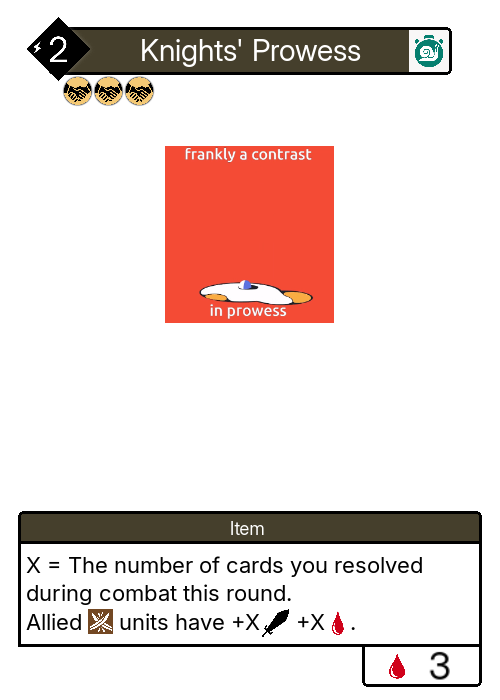 2
Knights' Prowess
frankly a contrast
in prowess
Item
X = The number of cards you resolved
during combat this round.
Allied units have +X +X .
3